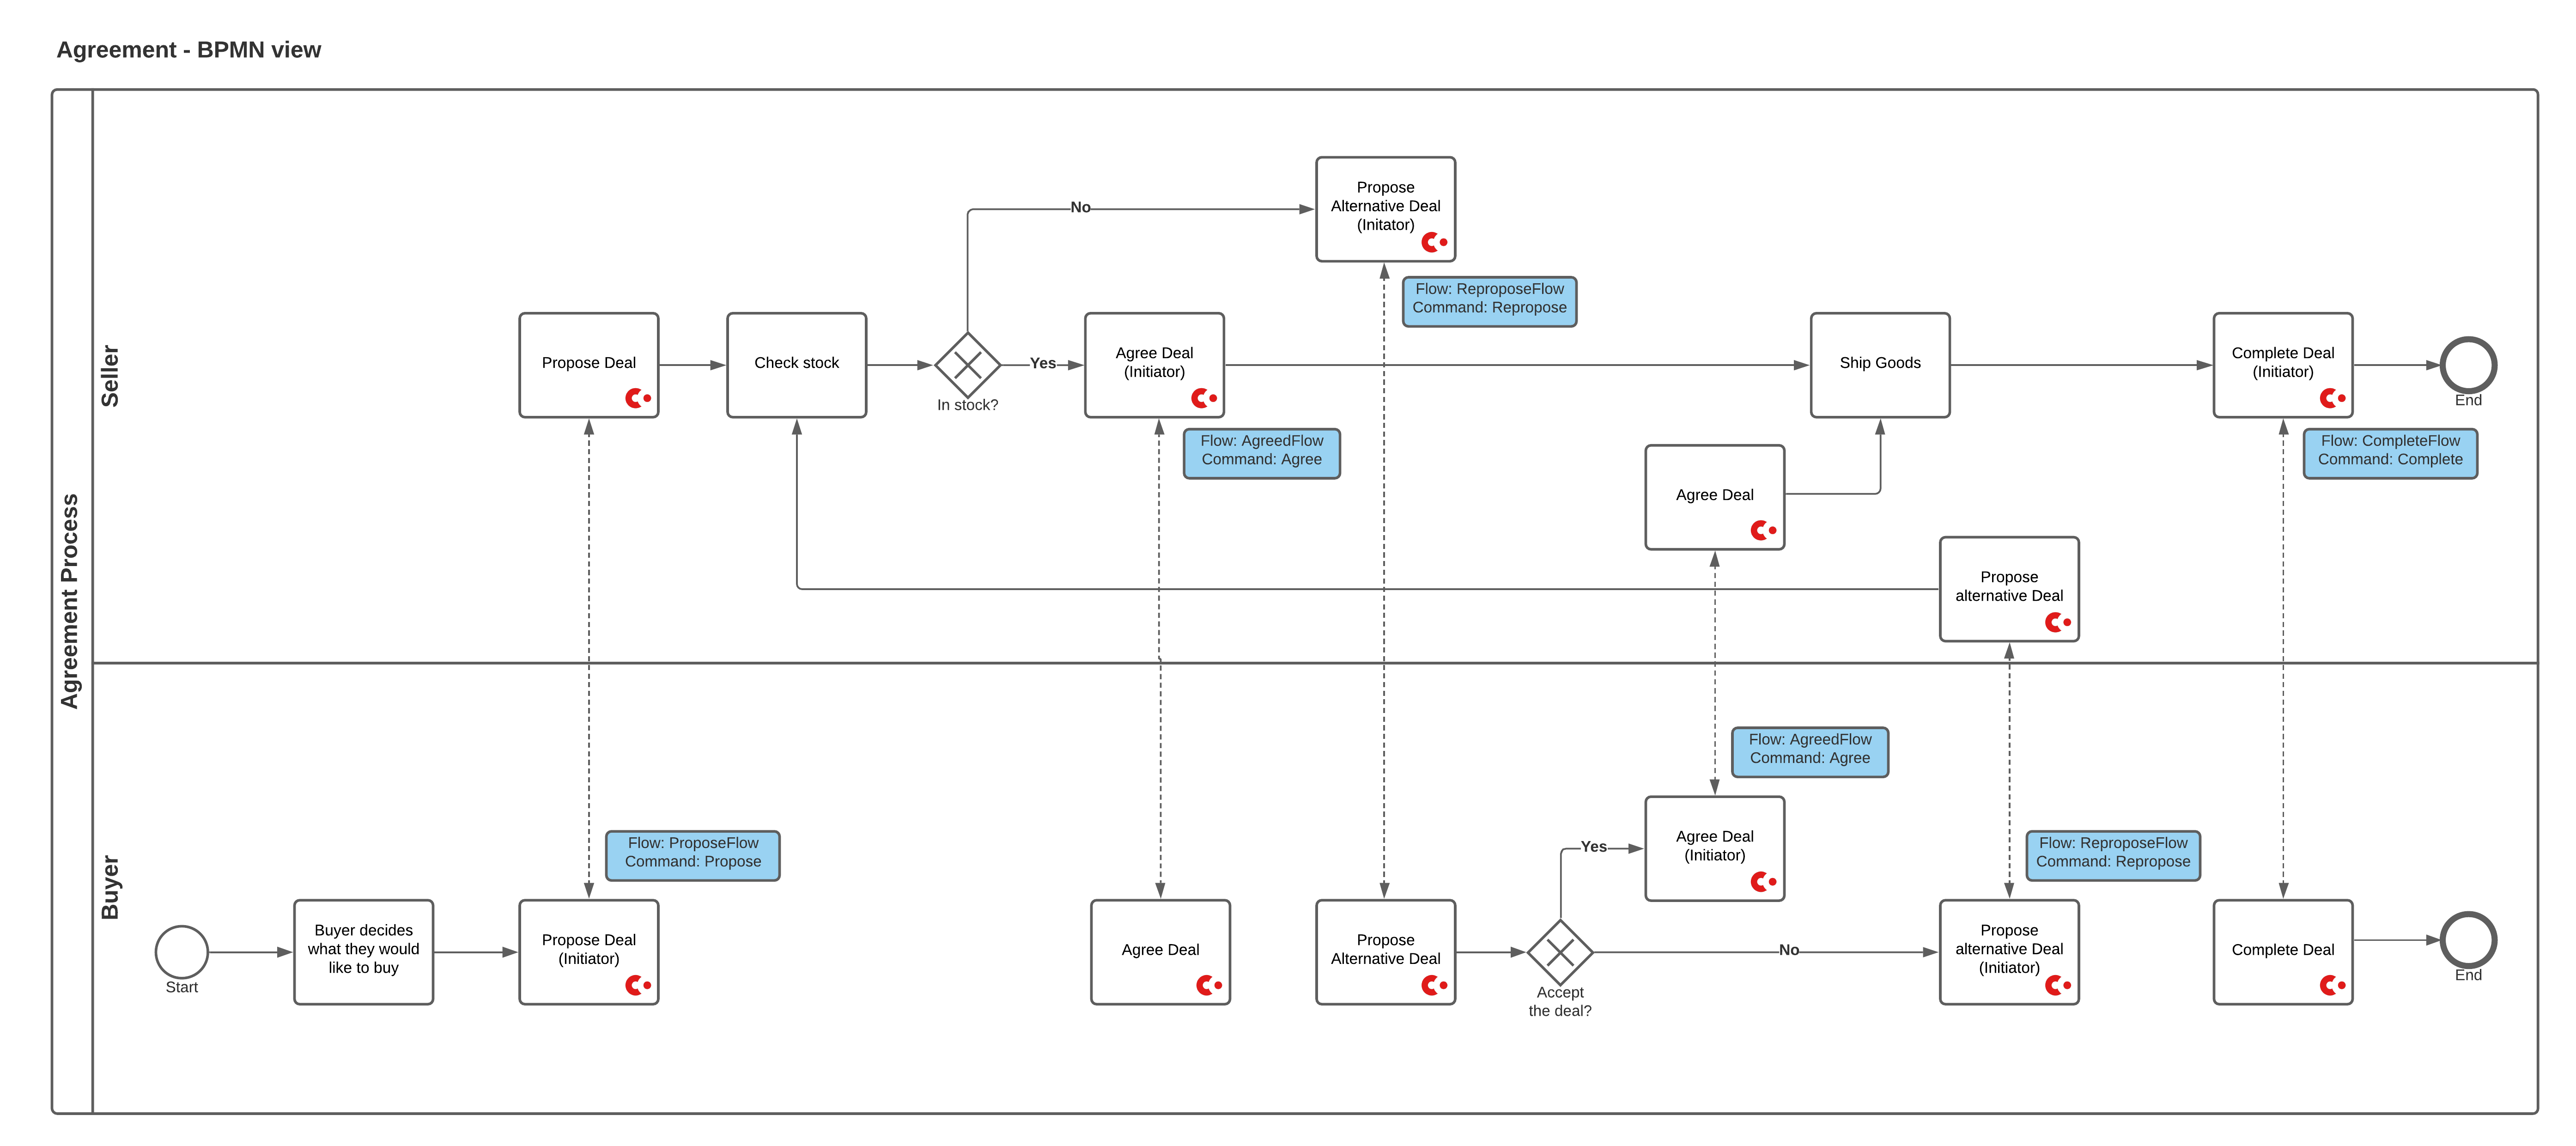 Agreement - BPMN view
Agreement Process
Seller
Propose
Alternative Deal
(Initator)
No
Flow: ReproposeFlow
Command: Repropose
Propose Deal
Check stock
In stock?
Yes
Agree Deal
(Initiator)
Ship Goods
Complete Deal
(Initiator)
End
Flow: AgreedFlow
Command: Agree
Flow: CompleteFlow
Command: Complete
Agree Deal
Propose
alternative Deal
Buyer
Flow: AgreedFlow
Command: Agree
Flow: ProposeFlow
Command: Propose
Yes
Agree Deal
(Initiator)
Flow: ReproposeFlow
Command: Repropose
Start
Buyer decides
what they would
like to buy
Propose Deal
(Initiator)
Agree Deal
Propose
Alternative Deal
Accept
the deal?
No
Propose
alternative Deal
(Initiator)
Complete Deal
End